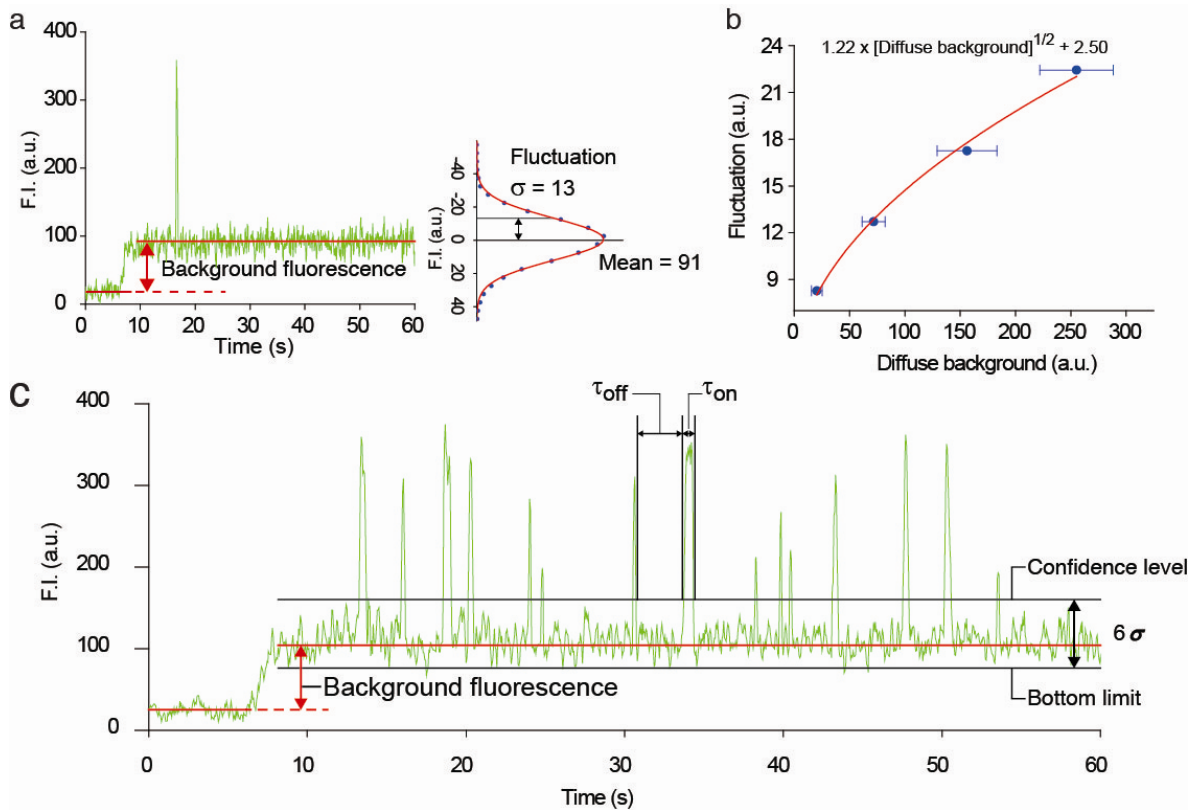 a
400
300
200
100
0
F.I. (a.u.)
0 10 20 30 40 50 60
Time (s)
Background fluorescence
Fluctuation
σ = 13
Mean = 91
-40
-20
0
20
40
F.I. (a.u.)
b
1.22 x [Diffuse background]^1/2 + 2.50
24
21
18
15
12
9
Fluctuation (a.u.)
0 50 100 150 200 250 300
Diffuse background (a.u.)
C
400
300
200
100
0
F.I. (a.u.)
τoff
τon
Confidence level
6 σ
Bottom limit
Background fluorescence
0 10 20 30 40 50 60
Time (s)